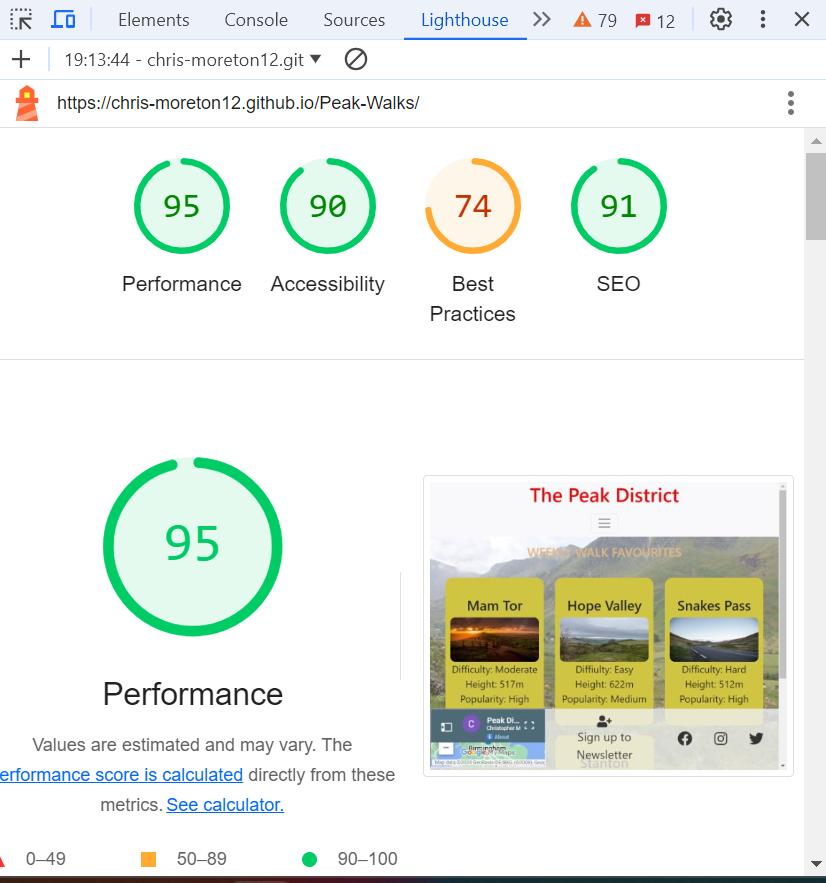 Elements Console Sources Lighthouse 79 12
19:13:44 - chris-moreton12.git
https://chris-moreton12.github.io/Peak-Walks/
95 90 74 91
Performance Accessibility Best Practices SEO
95
Performance
Values are estimated and may vary. The
erformance score is calculated directly from these
metrics. See calculator.
0–49 50–89 90–100
The Peak District
WEEKLY WALK FAVOURITES
Mam Tor Hope Valley Snakes Pass
Difficulty: Moderate Diffiulty: Easy Difficulty: Hard
Height: 517m Height: 622m Height: 512m
Popularity: High Popularity: Medium Popularity: High
C Peak Di...
Christopher M
About
Birmingham
My Maps
Sign up to
Newsletter
Stanton